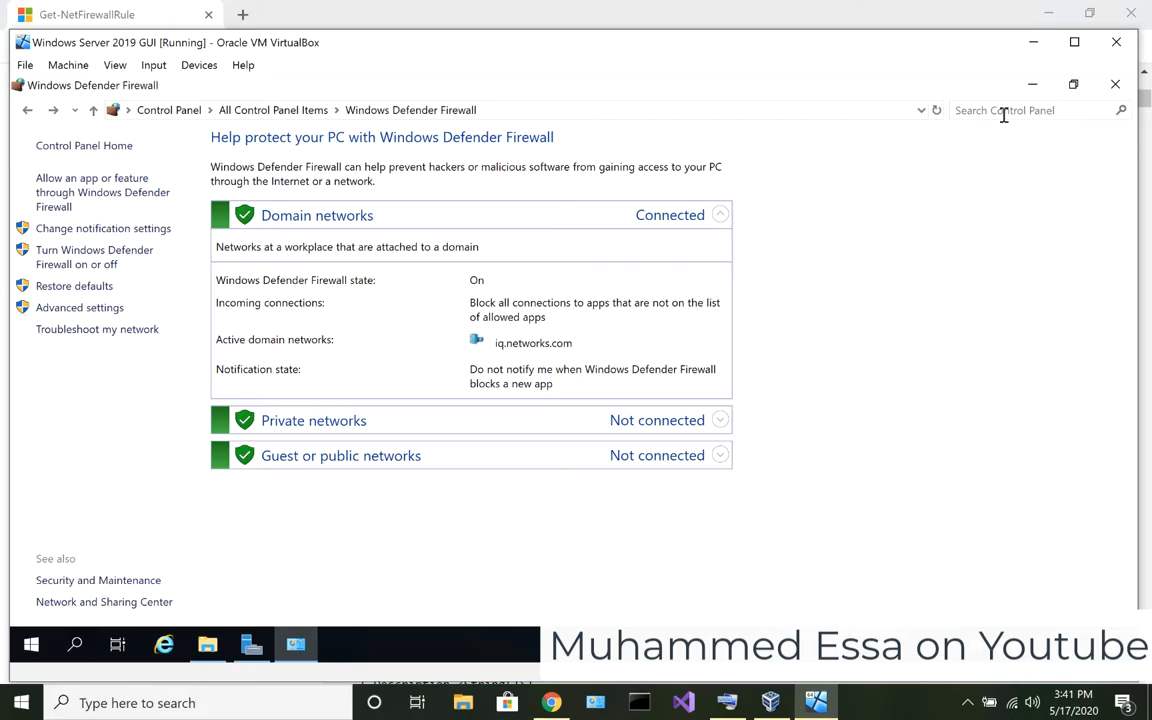 Get-NetFirewallRule
Windows Server 2019 GUI [Running] - Oracle VM VirtualBox
File Machine View Input Devices Help
Windows Defender Firewall
Control Panel All Control Panel Items Windows Defender Firewall
Search Control Panel
Control Panel Home
Allow an app or feature
through Windows Defender
Firewall
Change notification settings
Turn Windows Defender
Firewall on or off
Restore defaults
Advanced settings
Troubleshoot my network
Help protect your PC with Windows Defender Firewall
Windows Defender Firewall can help prevent hackers or malicious software from gaining access to your PC
through the Internet or a network.
Domain networks Connected
Networks at a workplace that are attached to a domain
Windows Defender Firewall state: On
Incoming connections: Block all connections to apps that are not on the list
of allowed apps
Active domain networks: iq.networks.com
Notification state: Do not notify me when Windows Defender Firewall
blocks a new app
Private networks Not connected
Guest or public networks Not connected
See also
Security and Maintenance
Network and Sharing Center
Muhammed Essa on Youtube
Type here to search
3:41 PM
5/17/2020
3